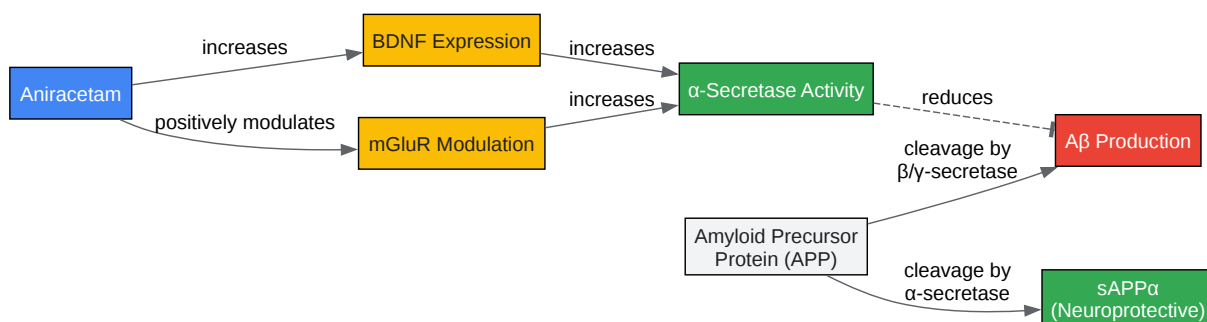 Aniracetam
increases
positively modulates
BDNF Expression
mGluR Modulation
increases
increases
α-Secretase Activity
reduces
Aβ Production
cleavage by
β/γ-secretase
Amyloid Precursor
Protein (APP)
cleavage by
α-secretase
sAPPα
(Neuroprotective)